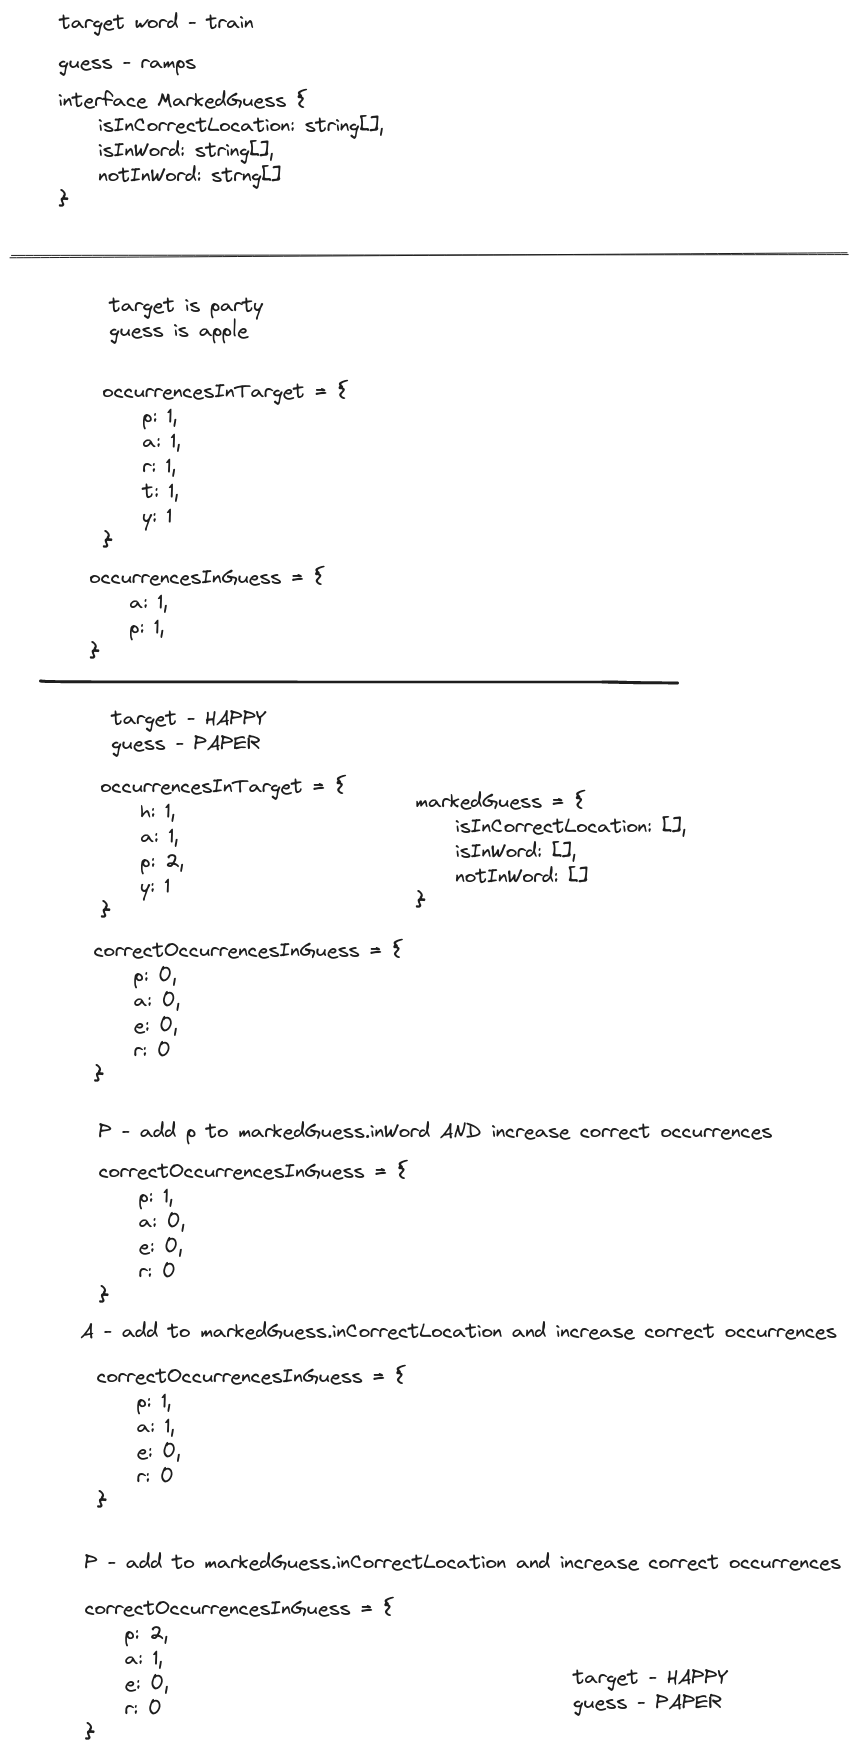 target word - train
guess - ramps
interface MarkedGuess {
isInCorrectLocation: string[],
isInWord: string[],
notInWord: strng[]
}
target is party
guess is apple
occurrencesInTarget = {
p: 1,
a: 1,
r: 1,
t: 1,
y: 1
}
occurrencesInGuess = {
a: 1,
p: 1,
}
target - HAPPY
guess - PAPER
occurrencesInTarget = {
h: 1,
a: 1,
p: 2,
y: 1
}
markedGuess = {
isInCorrectLocation: [],
isInWord: [],
notInWord: []
}
correctOccurrencesInGuess = {
p: 0,
a: 0,
e: 0,
r: 0
}
P - add p to markedGuess.inWord AND increase correct occurrences
correctOccurrencesInGuess = {
p: 1,
a: 0,
e: 0,
r: 0
}
A - add to markedGuess.inCorrectLocation and increase correct occurrences
correctOccurrencesInGuess = {
p: 1,
a: 1,
e: 0,
r: 0
}
P - add to markedGuess.inCorrectLocation and increase correct occurrences
correctOccurrencesInGuess = {
p: 2,
a: 1,
e: 0,
r: 0
}
target - HAPPY
guess - PAPER